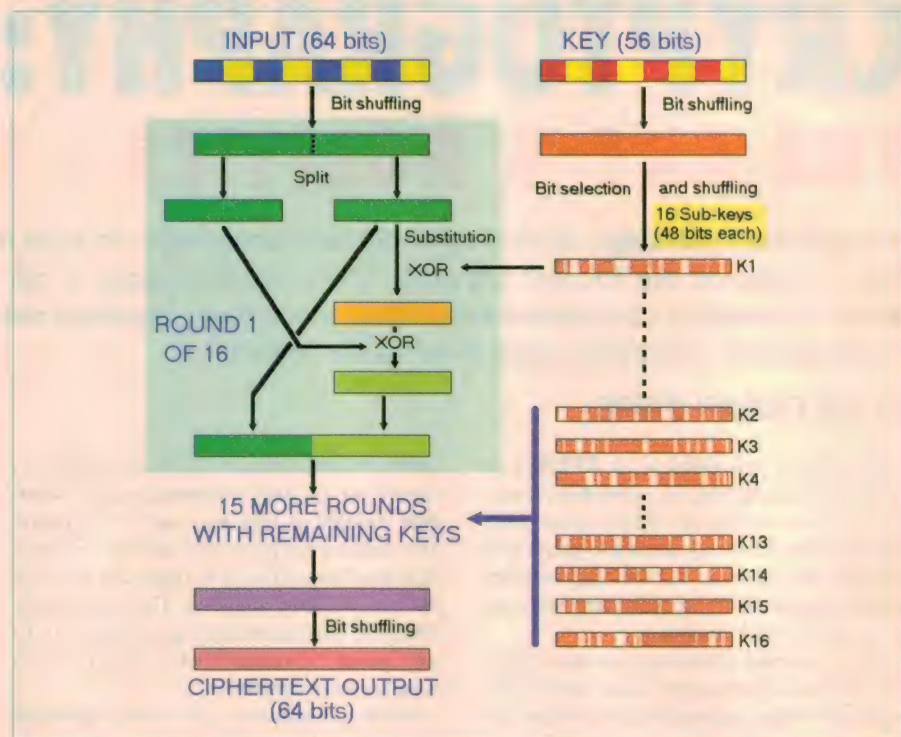 INPUT (64 bits)
KEY (56 bits)
Bit shuffling
Bit shuffling
Split
Bit selection and shuffling
16 Sub-keys
(48 bits each)
Substitution
XOR
K1
ROUND 1
OF 16
XOR
K2
K3
K4
15 MORE ROUNDS
WITH REMAINING KEYS
K13
K14
K15
K16
Bit shuffling
CIPHERTEXT OUTPUT
(64 bits)